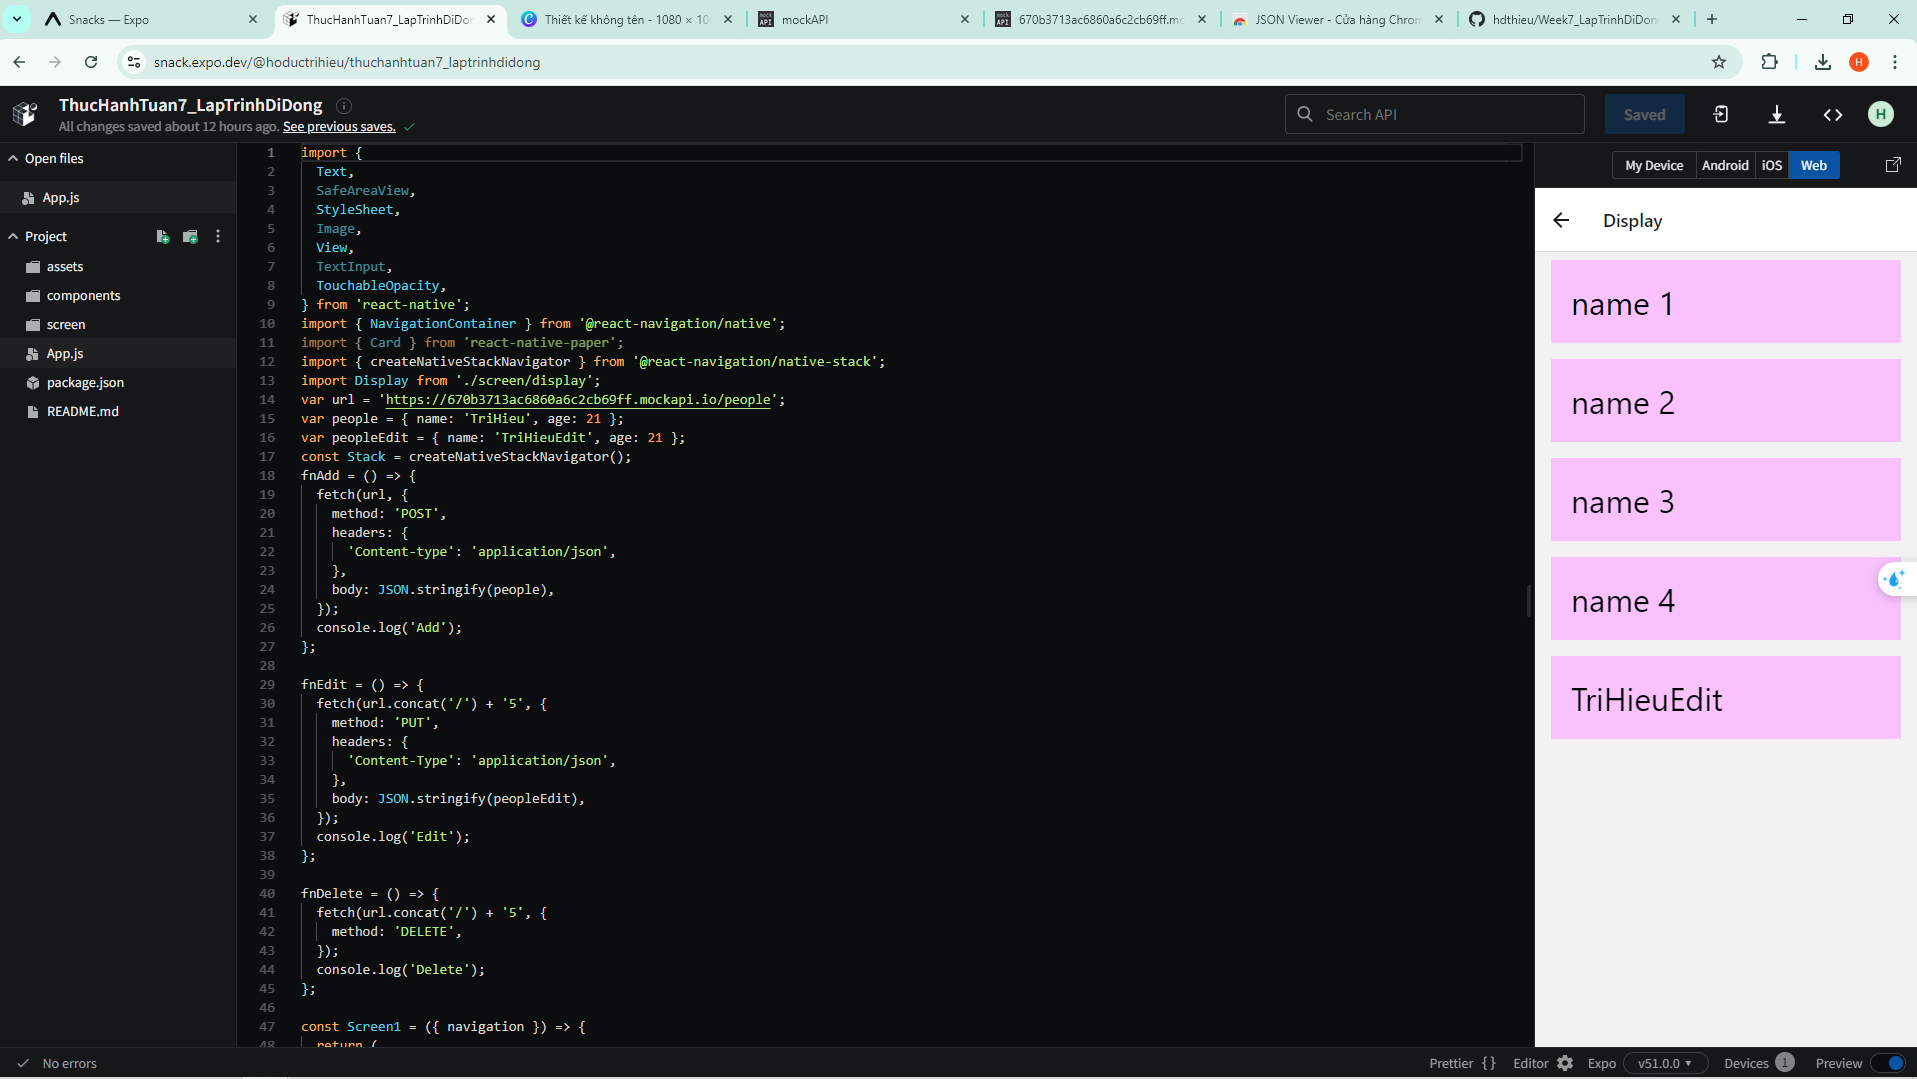 Snacks — Expo
ThucHanhTuan7_LapTrinhDiDon
Thiết kế không tên - 1080 × 10
mockAPI
670b3713ac6860a6c2cb69ff.mc
JSON Viewer - Cửa hàng Chrom
hdthieu/Week7_LapTrinhDiDon
snack.expo.dev/@hoductrihieu/thuchanhtuan7_laptrinhdidong
H
ThucHanhTuan7_LapTrinhDiDong
All changes saved about 12 hours ago. See previous saves.
Search API
Saved
H
Open files
App.js
Project
assets
components
screen
App.js
package.json
README.md
1 import {
2 Text,
3 SafeAreaView,
4 StyleSheet,
5 Image,
6 View,
7 TextInput,
8 TouchableOpacity,
9 } from 'react-native';
10 import { NavigationContainer } from '@react-navigation/native';
11 import { Card } from 'react-native-paper';
12 import { createNativeStackNavigator } from '@react-navigation/native-stack';
13 import Display from './screen/display';
14 var url = 'https://670b3713ac6860a6c2cb69ff.mockapi.io/people';
15 var people = { name: 'TriHieu', age: 21 };
16 var peopleEdit = { name: 'TriHieuEdit', age: 21 };
17 const Stack = createNativeStackNavigator();
18 fnAdd = () => {
19 fetch(url, {
20 method: 'POST',
21 headers: {
22 'Content-type': 'application/json',
23 },
24 body: JSON.stringify(people),
25 });
26 console.log('Add');
27 };
28
29 fnEdit = () => {
30 fetch(url.concat('/') + '5', {
31 method: 'PUT',
32 headers: {
33 'Content-Type': 'application/json',
34 },
35 body: JSON.stringify(peopleEdit),
36 });
37 console.log('Edit');
38 };
39
40 fnDelete = () => {
41 fetch(url.concat('/') + '5', {
42 method: 'DELETE',
43 });
44 console.log('Delete');
45 };
46
47 const Screen1 = ({ navigation }) => {
48 return (
My Device
Android
iOS
Web
Display
name 1
name 2
name 3
name 4
TriHieuEdit
No errors
Prettier { }
Editor
Expo
v51.0.0
Devices 1
Preview